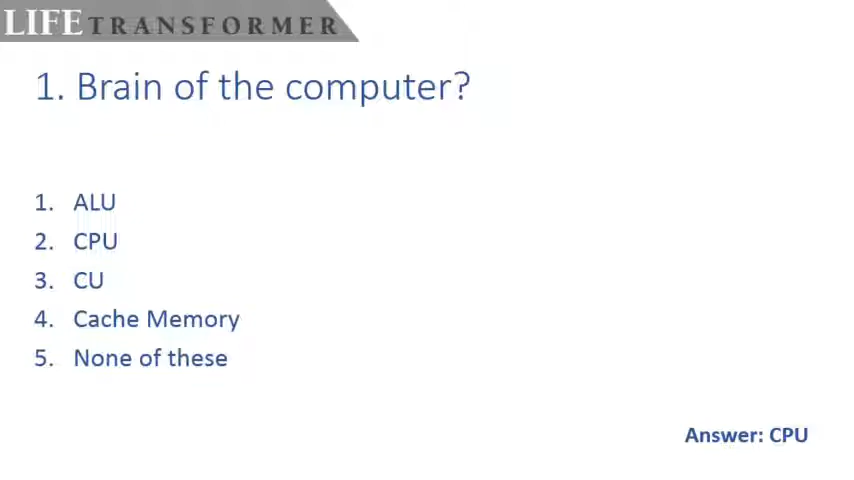 LIFE TRANSFORMER
1. Brain of the computer?
1. ALU
2. CPU
3. CU
4. Cache Memory
5. None of these
Answer: CPU